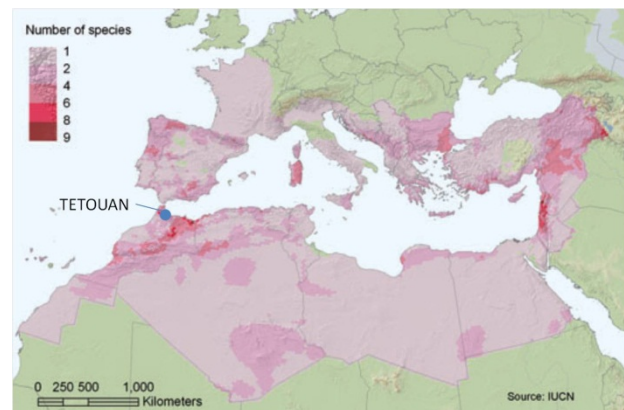 Number of species
1
2
4
6
8
9
TETOUAN
0 250 500 1,000
Kilometers
Source: IUCN